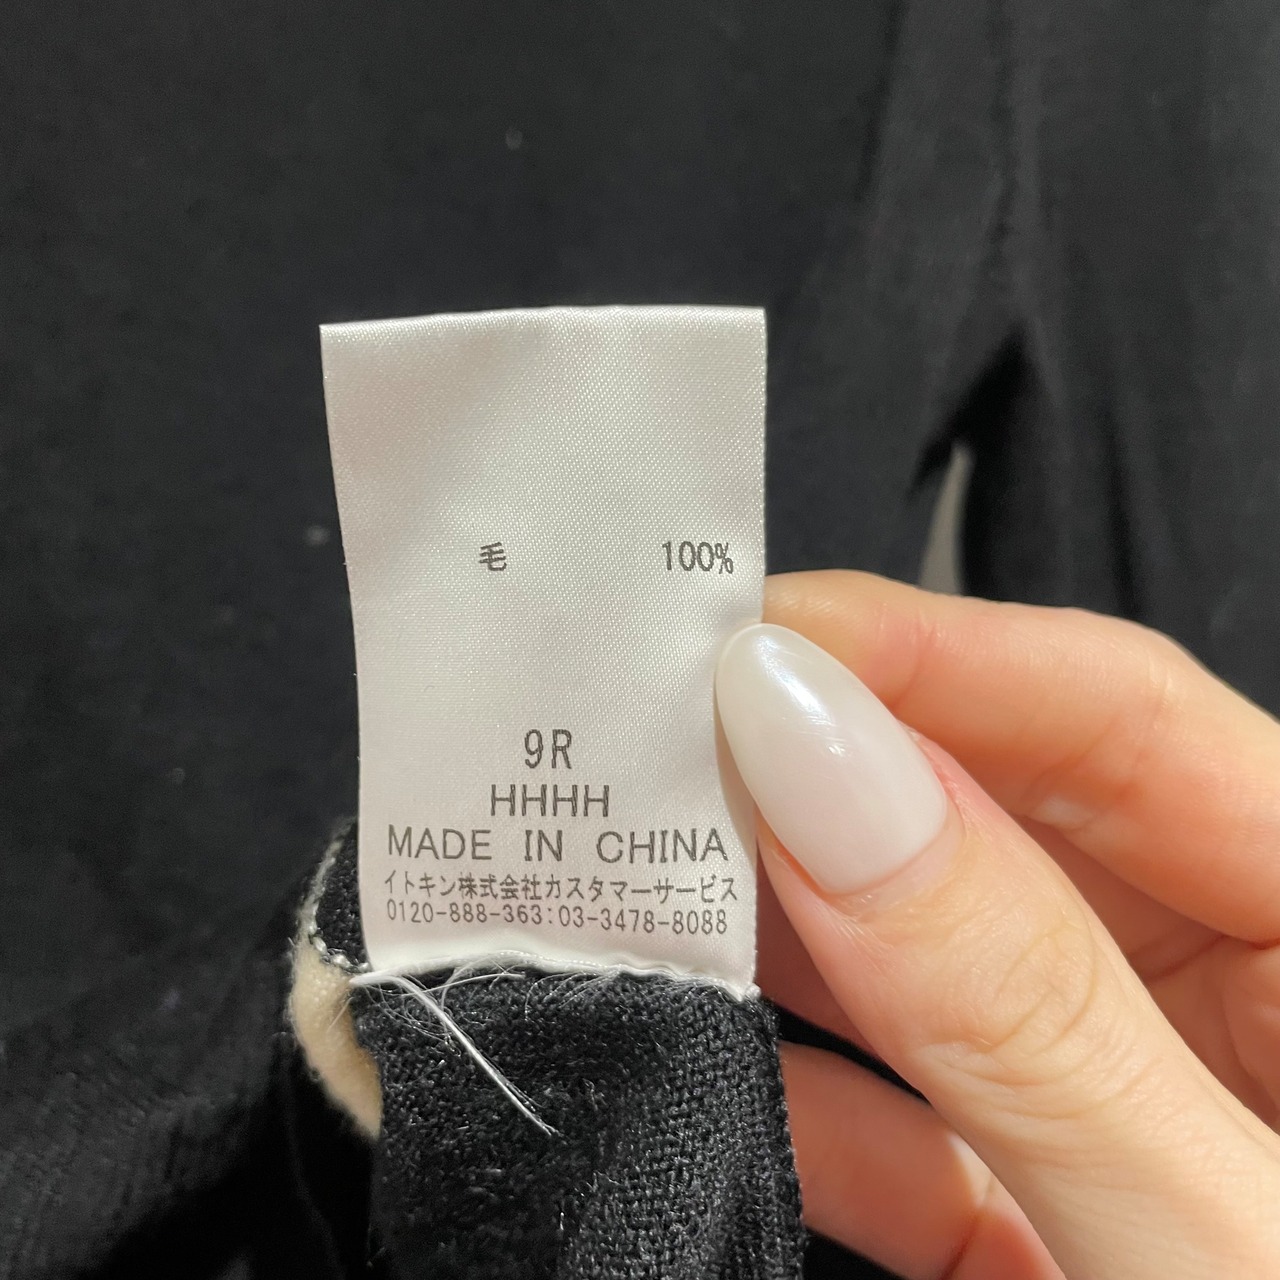 毛 100%
9R
HHHH
MADE IN CHINA
イトキン株式会社カスタマーサービス
0120-888-363:03-3478-8088